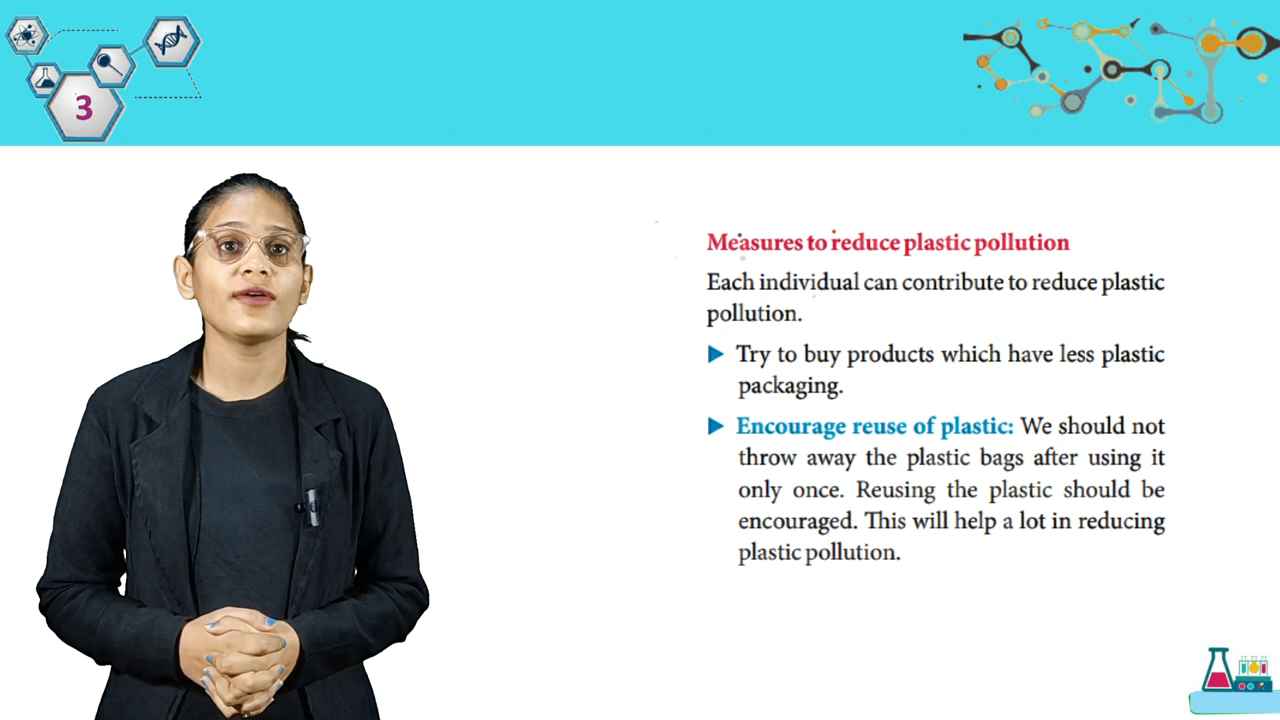 3
Measures to reduce plastic pollution
Each individual can contribute to reduce plastic
pollution.
Try to buy products which have less plastic
packaging.
Encourage reuse of plastic: We should not
throw away the plastic bags after using it
only once. Reusing the plastic should be
encouraged. This will help a lot in reducing
plastic pollution.